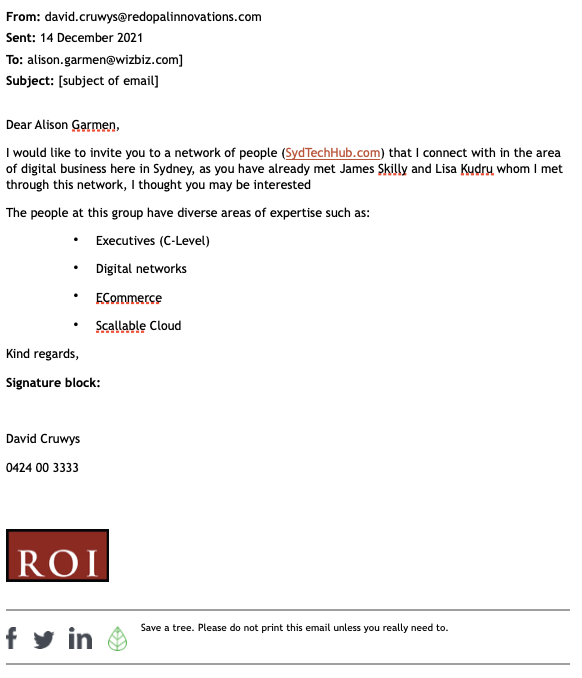 From: david.cruwys@redopalinnovations.com
Sent: 14 December 2021
To: alison.garmen@wizbiz.com]
Subject: [subject of email]
Dear Alison Garmen,
I would like to invite you to a network of people (SydTechHub.com) that I connect with in the area
of digital business here in Sydney, as you have already met James Skilly and Lisa Kudru whom I met
through this network, I thought you may be interested
The people at this group have diverse areas of expertise such as:
• Executives (C-Level)
• Digital networks
• ECommerce
• Scallable Cloud
Kind regards,
Signature block:
David Cruwys
0424 00 3333
ROI
Save a tree. Please do not print this email unless you really need to.